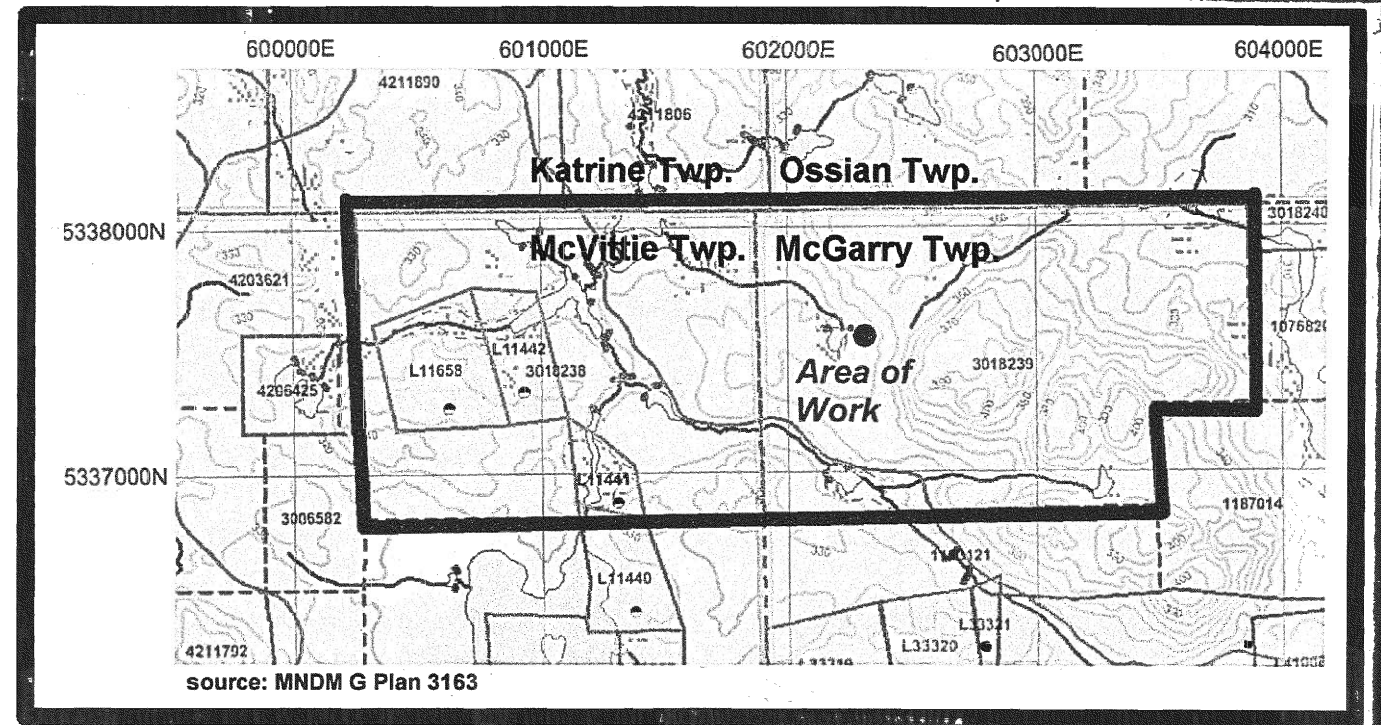 600000E 601000E 602000E 603000E 604000E
4211890
4211806
Katrine Twp. Ossian Twp.
3018240
5338000N
McVittie Twp. McGarry Twp.
4203621
L11442
L11658
3018238
3018239
4206425
Area of
Work
5337000N
L11441
3006582
1187014
L11440
L33321
L33320
4211792
source: MNDM G Plan 3163